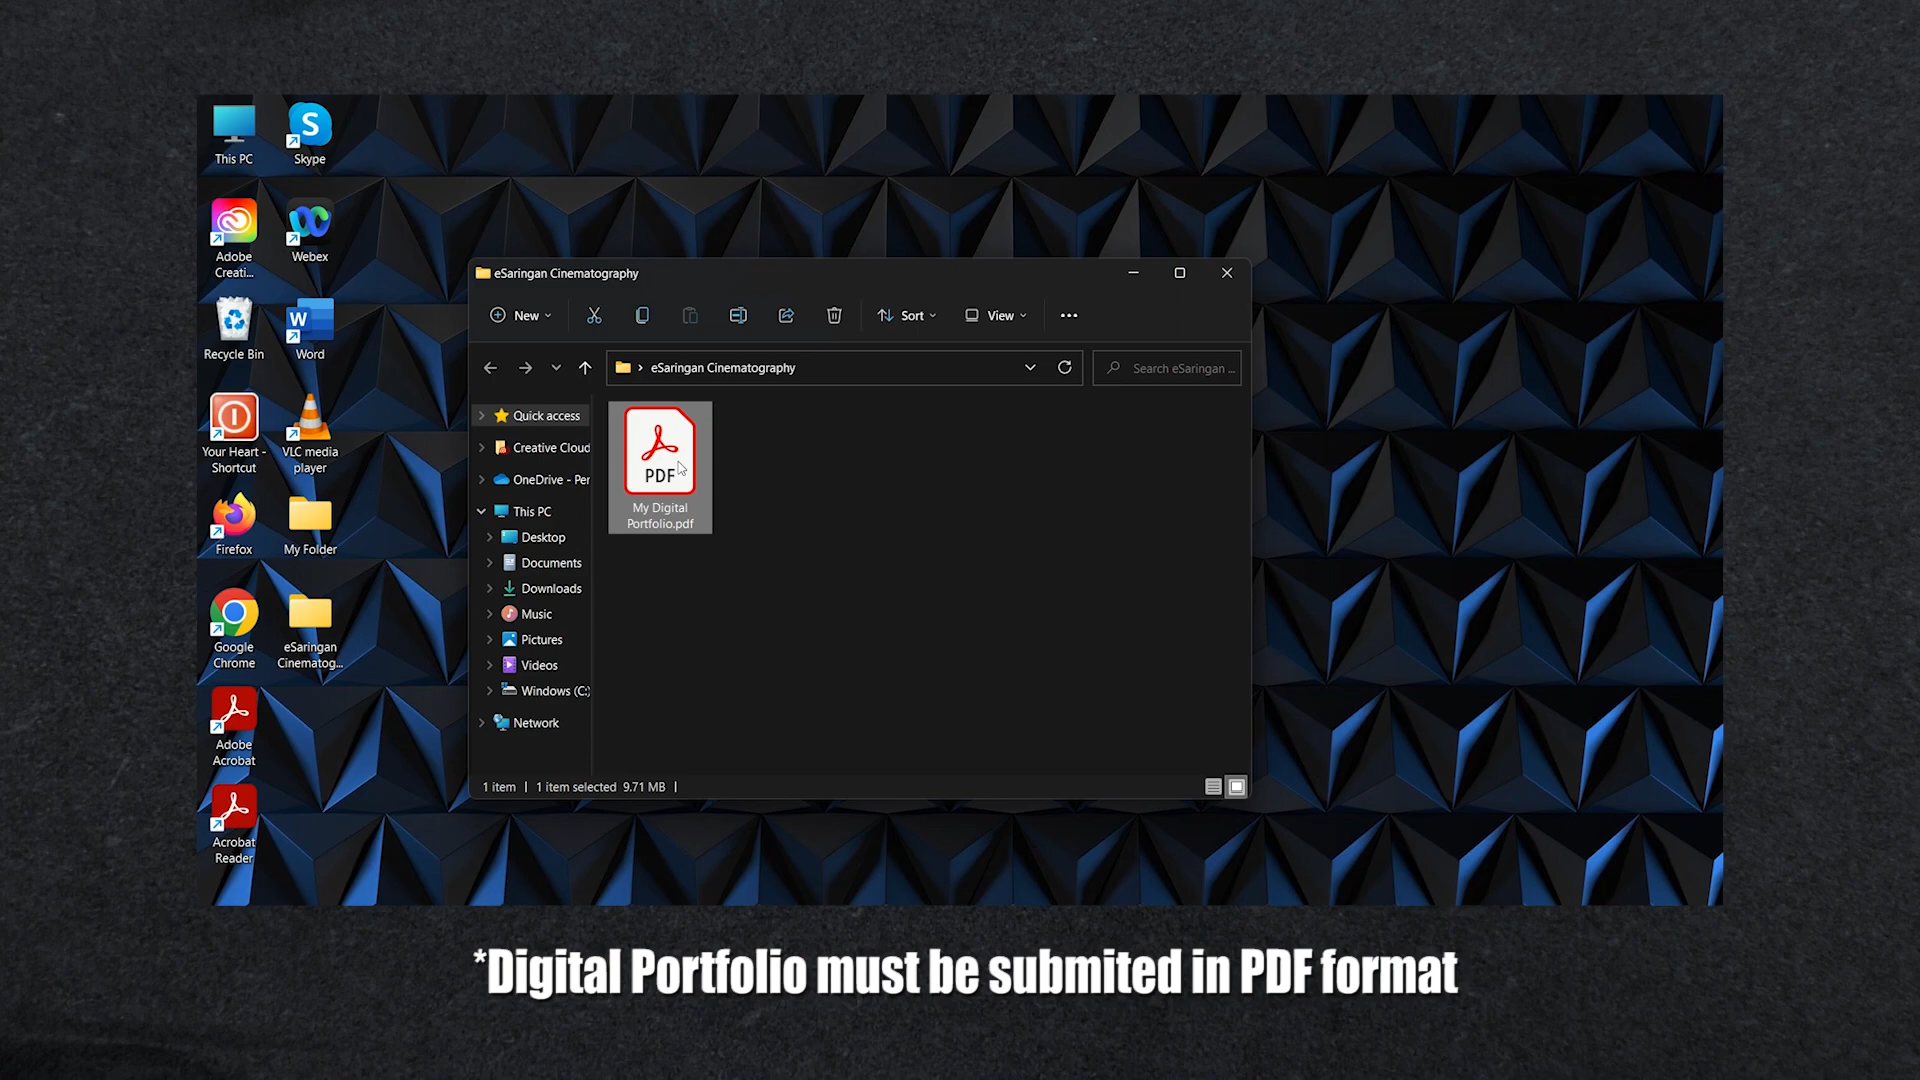 This PC
Skype
Adobe
Creati...
Webex
Recycle Bin
W
Word
Your Heart -
Shortcut
VLC media
player
Firefox
My Folder
Google
Chrome
eSaringan
Cinematog...
Adobe
Acrobat
Acrobat
Reader
eSaringan Cinematography
New
Sort
View
eSaringan Cinematography
Search eSaringan ...
Quick access
Creative Cloud
OneDrive - Per
This PC
Desktop
Documents
Downloads
Music
Pictures
Videos
Windows (C:)
Network
PDF
My Digital
Portfolio.pdf
1 item
1 item selected 9.71 MB
*Digital Portfolio must be submited in PDF format